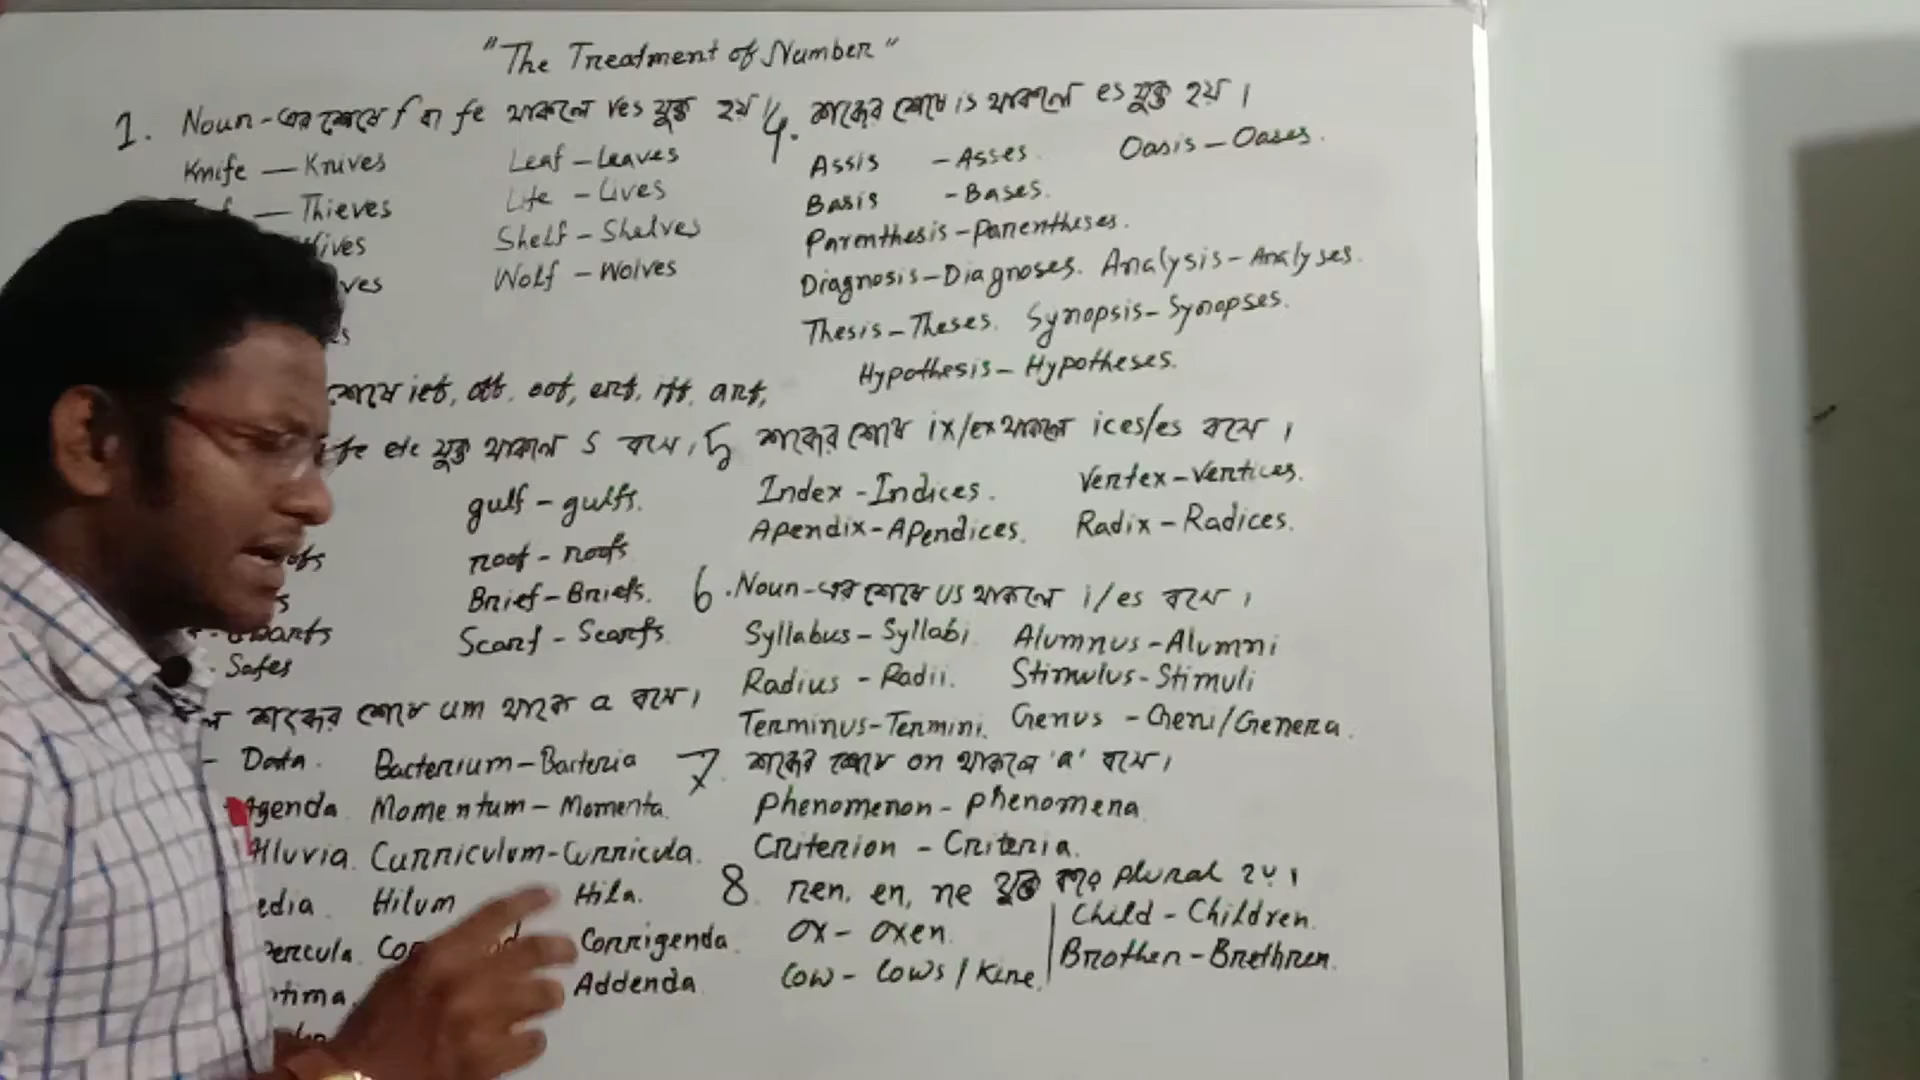 "The Treatment of Number"
1. Noun-এর শেষে f বা fe থাকলে ves যুক্ত হয়।
Knife — Knives Leaf – Leaves
— Thieves Life – Lives
Shelf – Shelves
Wolf – Wolves
শেষে ief, off, oof, erf, iff, arf,
fe etc যুক্ত থাকলে S বসে।
gulf – gulfs.
roof – roofs
Brief – Briefs.
Scarf – Scarfs.
- Safes
শব্দের শেষে um থাকে a বসে।
– Data. Bacterium – Bacteria
Agenda. Momentum – Momenta.
Alluvia. Curriculum – Curricula.
Hilum Hila.
Corrigenda.
Addenda.
4. শব্দের শেষে is থাকলে es যুক্ত হয়।
Assis - Asses. Oasis – Oases.
Basis - Bases.
Parenthesis – Parentheses.
Diagnosis – Diagnoses. Analysis – Analyses.
Thesis – Theses. Synopsis – Synopses.
Hypothesis – Hypotheses.
5 শব্দের শেষে ix/ex থাকলে ices/es বসে।
Index - Indices. Vertex – Vertices.
Apendix – Apendices. Radix – Radices.
6. Noun-এর শেষে us থাকলে i/es বসে।
Syllabus – Syllabi Alumnus – Alumni
Radius - Radii. Stimulus – Stimuli
Terminus – Termini. Genus - Geni/Genera.
7. শব্দের শেষে on থাকলে 'a' বসে।
Phenomenon - Phenomena
Criterion - Criteria.
8. ren, en, ne যুক্ত plural হয়।
Ox – Oxen. Child – Children.
Cow – Cows / Kine. Brother – Brethren.